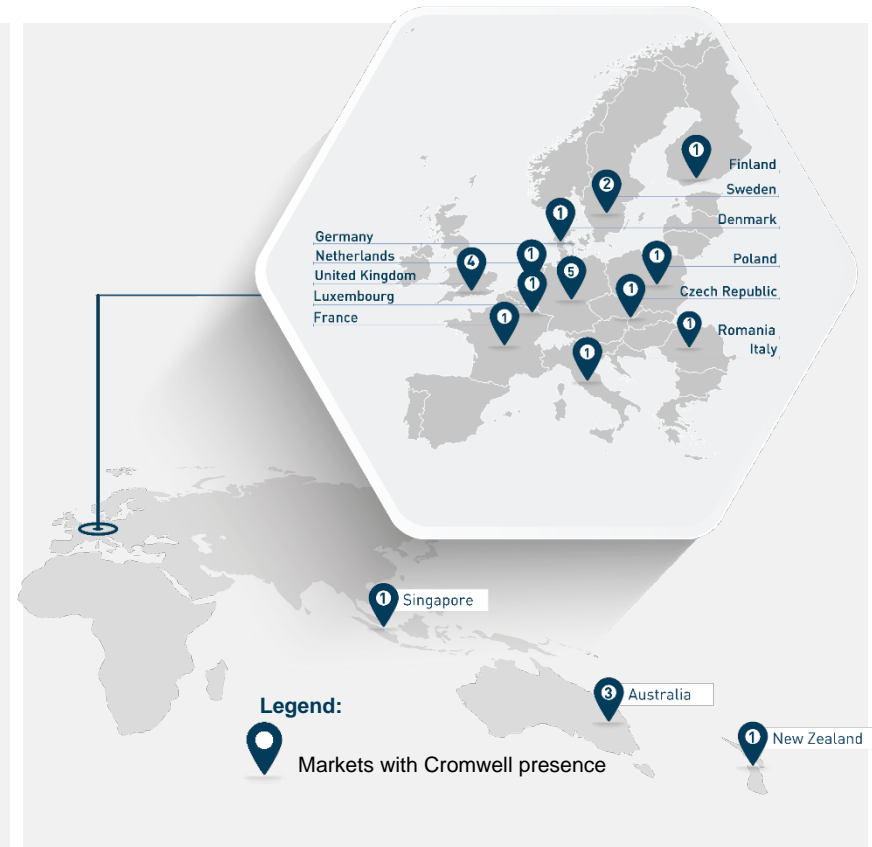 1
Finland
2
Sweden
1
Denmark
Germany
Netherlands
1
1
Poland
4
United Kingdom
5
1
1
Czech Republic
Luxembourg
France
1
1
Romania
1
Italy
1 Singapore
3 Australia
Legend:
1 New Zealand
Markets with Cromwell presence